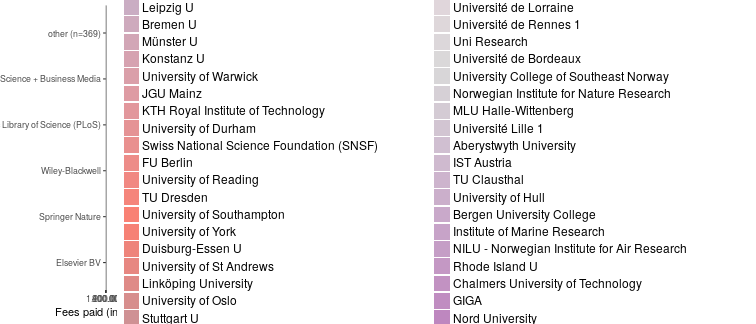 other (n=369)
Science + Business Media
Library of Science (PLoS)
Wiley-Blackwell
Springer Nature
Elsevier BV
Fees paid (in
Leipzig U
Bremen U
Münster U
Konstanz U
University of Warwick
JGU Mainz
KTH Royal Institute of Technology
University of Durham
Swiss National Science Foundation (SNSF)
FU Berlin
University of Reading
TU Dresden
University of Southampton
University of York
Duisburg-Essen U
University of St Andrews
Linköping University
University of Oslo
Stuttgart U
Université de Lorraine
Université de Rennes 1
Uni Research
Université de Bordeaux
University College of Southeast Norway
Norwegian Institute for Nature Research
MLU Halle-Wittenberg
Université Lille 1
Aberystwyth University
IST Austria
TU Clausthal
University of Hull
Bergen University College
Institute of Marine Research
NILU - Norwegian Institute for Air Research
Rhode Island U
Chalmers University of Technology
GIGA
Nord University